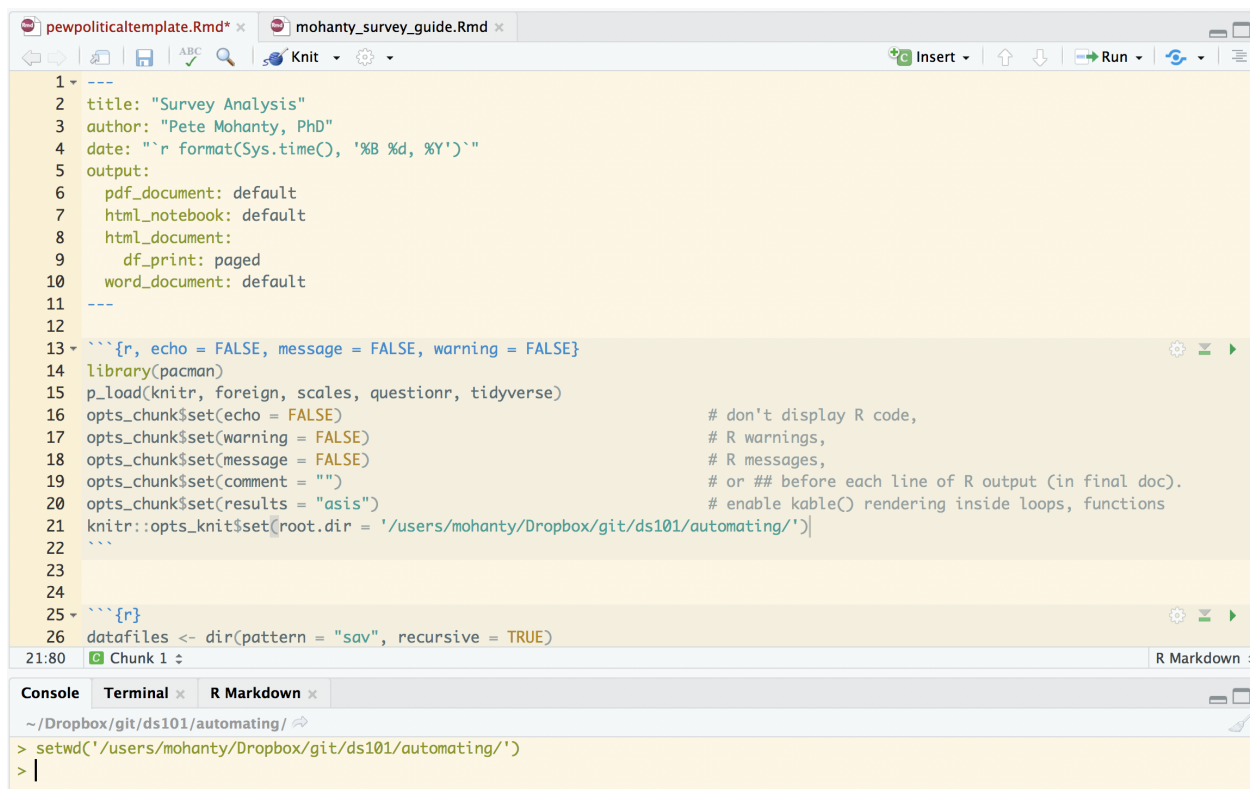 pewpoliticaltemplate.Rmd* × mohanty_survey_guide.Rmd ×
ABC Knit Insert Run
1 ---
2 title: "Survey Analysis"
3 author: "Pete Mohanty, PhD"
4 date: "`r format(Sys.time(), '%B %d, %Y')`"
5 output:
6   pdf_document: default
7   html_notebook: default
8   html_document:
9     df_print: paged
10   word_document: default
11 ---
12
13 ```{r, echo = FALSE, message = FALSE, warning = FALSE}
14 library(pacman)
15 p_load(knitr, foreign, scales, questionr, tidyverse)
16 opts_chunk$set(echo = FALSE) # don't display R code,
17 opts_chunk$set(warning = FALSE) # R warnings,
18 opts_chunk$set(message = FALSE) # R messages,
19 opts_chunk$set(comment = "") # or ## before each line of R output (in final doc).
20 opts_chunk$set(results = "asis") # enable kable() rendering inside loops, functions
21 knitr::opts_knit$set(root.dir = '/users/mohanty/Dropbox/git/ds101/automating/')
22 ```
23
24
25 ```{r}
26 datafiles <- dir(pattern = "sav", recursive = TRUE)
21:80 C Chunk 1 R Markdown
Console Terminal × R Markdown ×
~/Dropbox/git/ds101/automating/
> setwd('/users/mohanty/Dropbox/git/ds101/automating/')
>